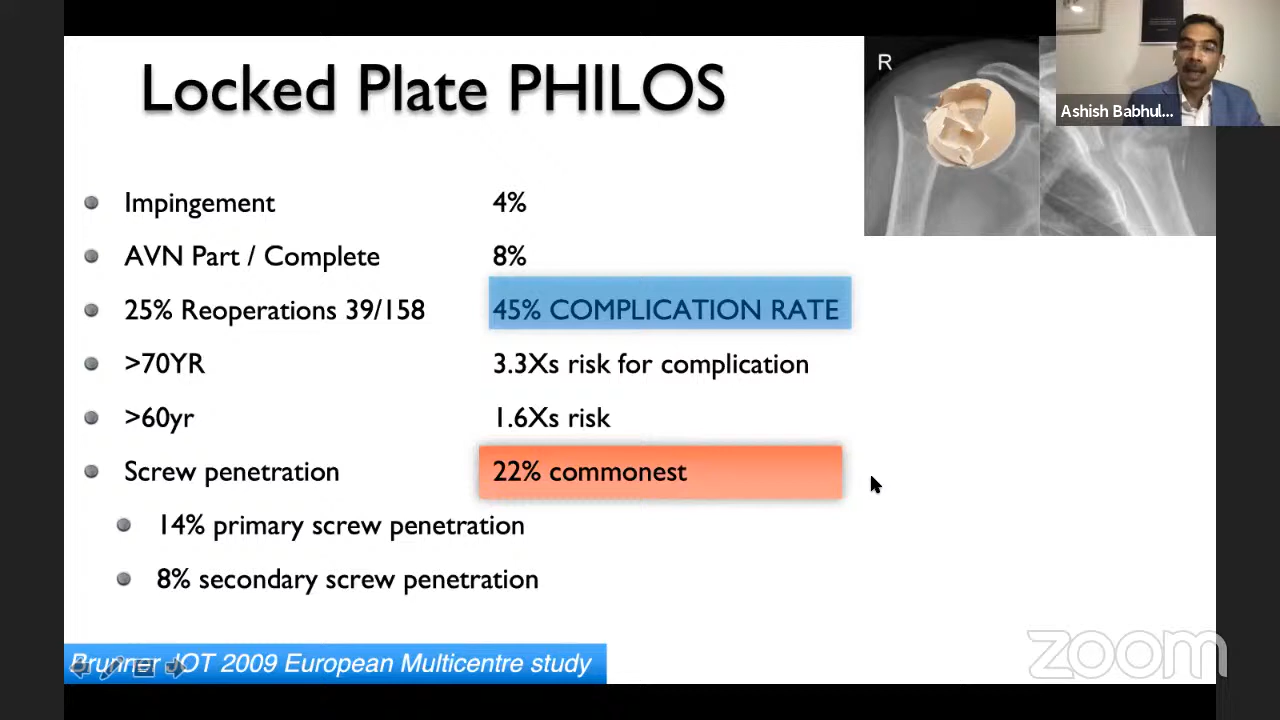 Locked Plate PHILOS
R
Ashish Babhul...
Impingement 4%
AVN Part / Complete 8%
25% Reoperations 39/158 45% COMPLICATION RATE
>70YR 3.3Xs risk for complication
>60yr 1.6Xs risk
Screw penetration 22% commonest
14% primary screw penetration
8% secondary screw penetration
Brunner JOT 2009 European Multicentre study
zoom